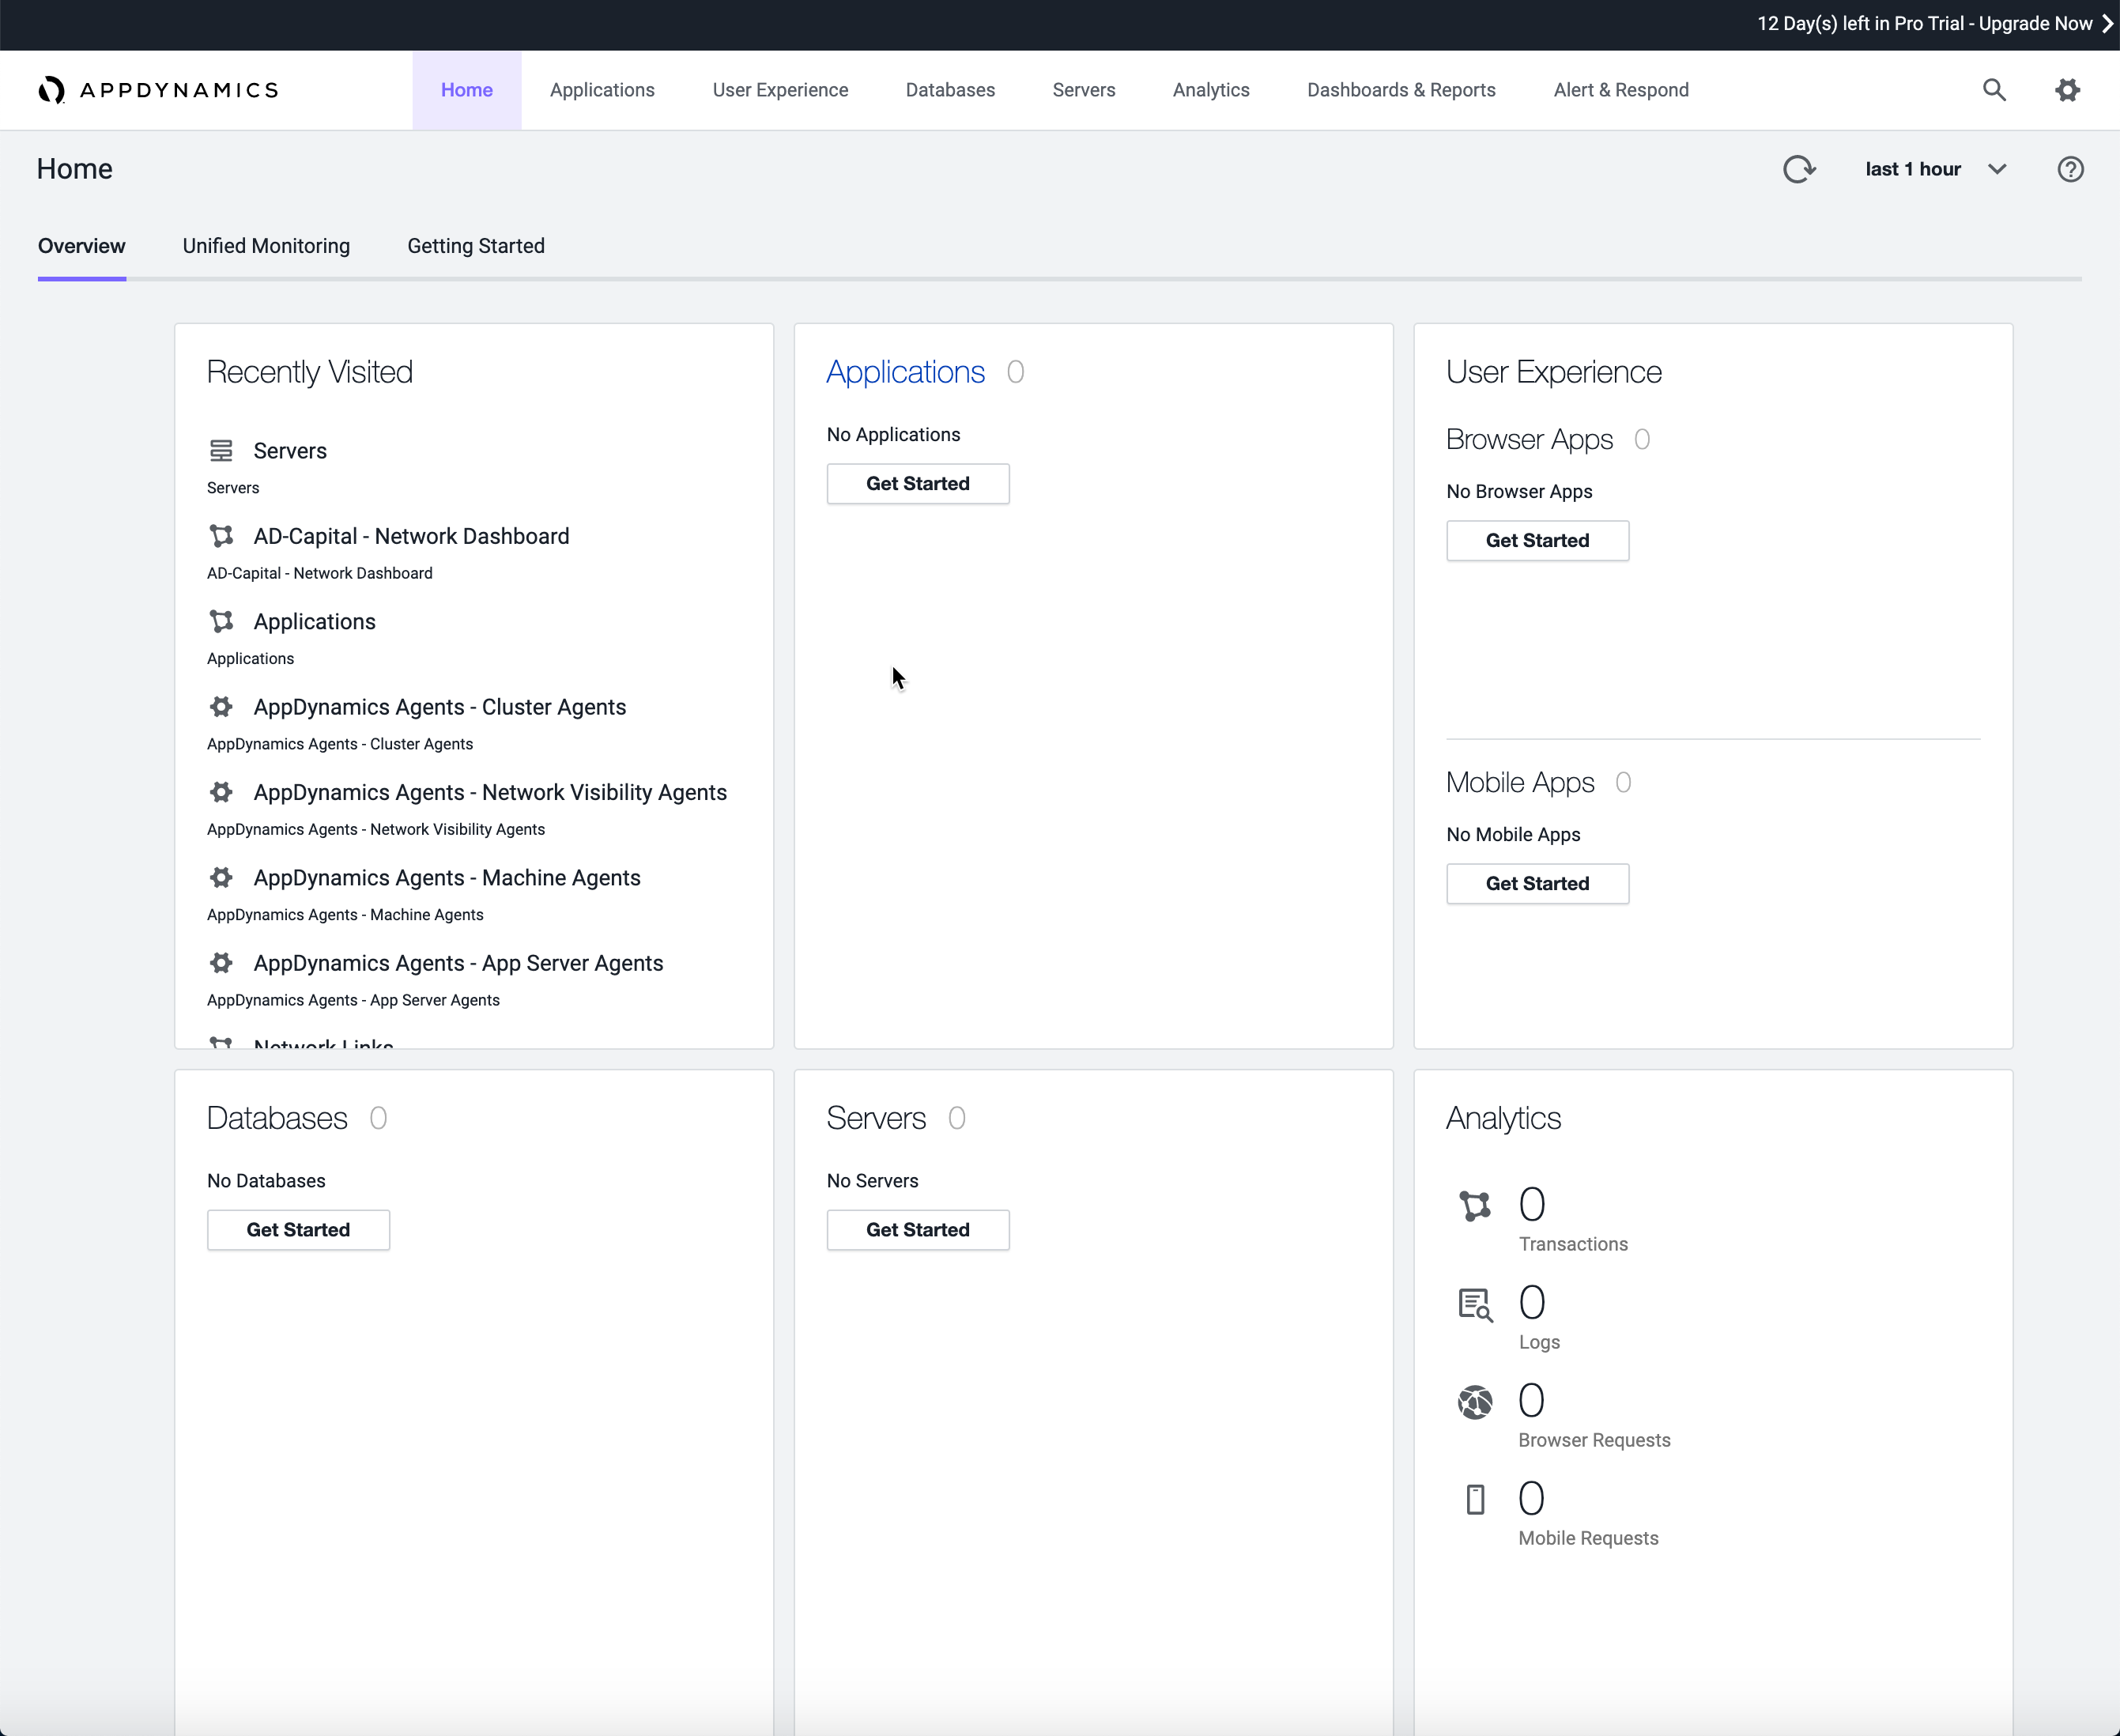 12 Day(s) left in Pro Trial - Upgrade Now
APPDYNAMICS
Home
Applications
User Experience
Databases
Servers
Analytics
Dashboards & Reports
Alert & Respond
Home
last 1 hour
Overview
Unified Monitoring
Getting Started
Recently Visited
Servers
Servers
AD-Capital - Network Dashboard
AD-Capital - Network Dashboard
Applications
Applications
AppDynamics Agents - Cluster Agents
AppDynamics Agents - Cluster Agents
AppDynamics Agents - Network Visibility Agents
AppDynamics Agents - Network Visibility Agents
AppDynamics Agents - Machine Agents
AppDynamics Agents - Machine Agents
AppDynamics Agents - App Server Agents
AppDynamics Agents - App Server Agents
Network Links
Applications 0
No Applications
Get Started
User Experience
Browser Apps 0
No Browser Apps
Get Started
Mobile Apps 0
No Mobile Apps
Get Started
Databases 0
No Databases
Get Started
Servers 0
No Servers
Get Started
Analytics
0
Transactions
0
Logs
0
Browser Requests
0
Mobile Requests